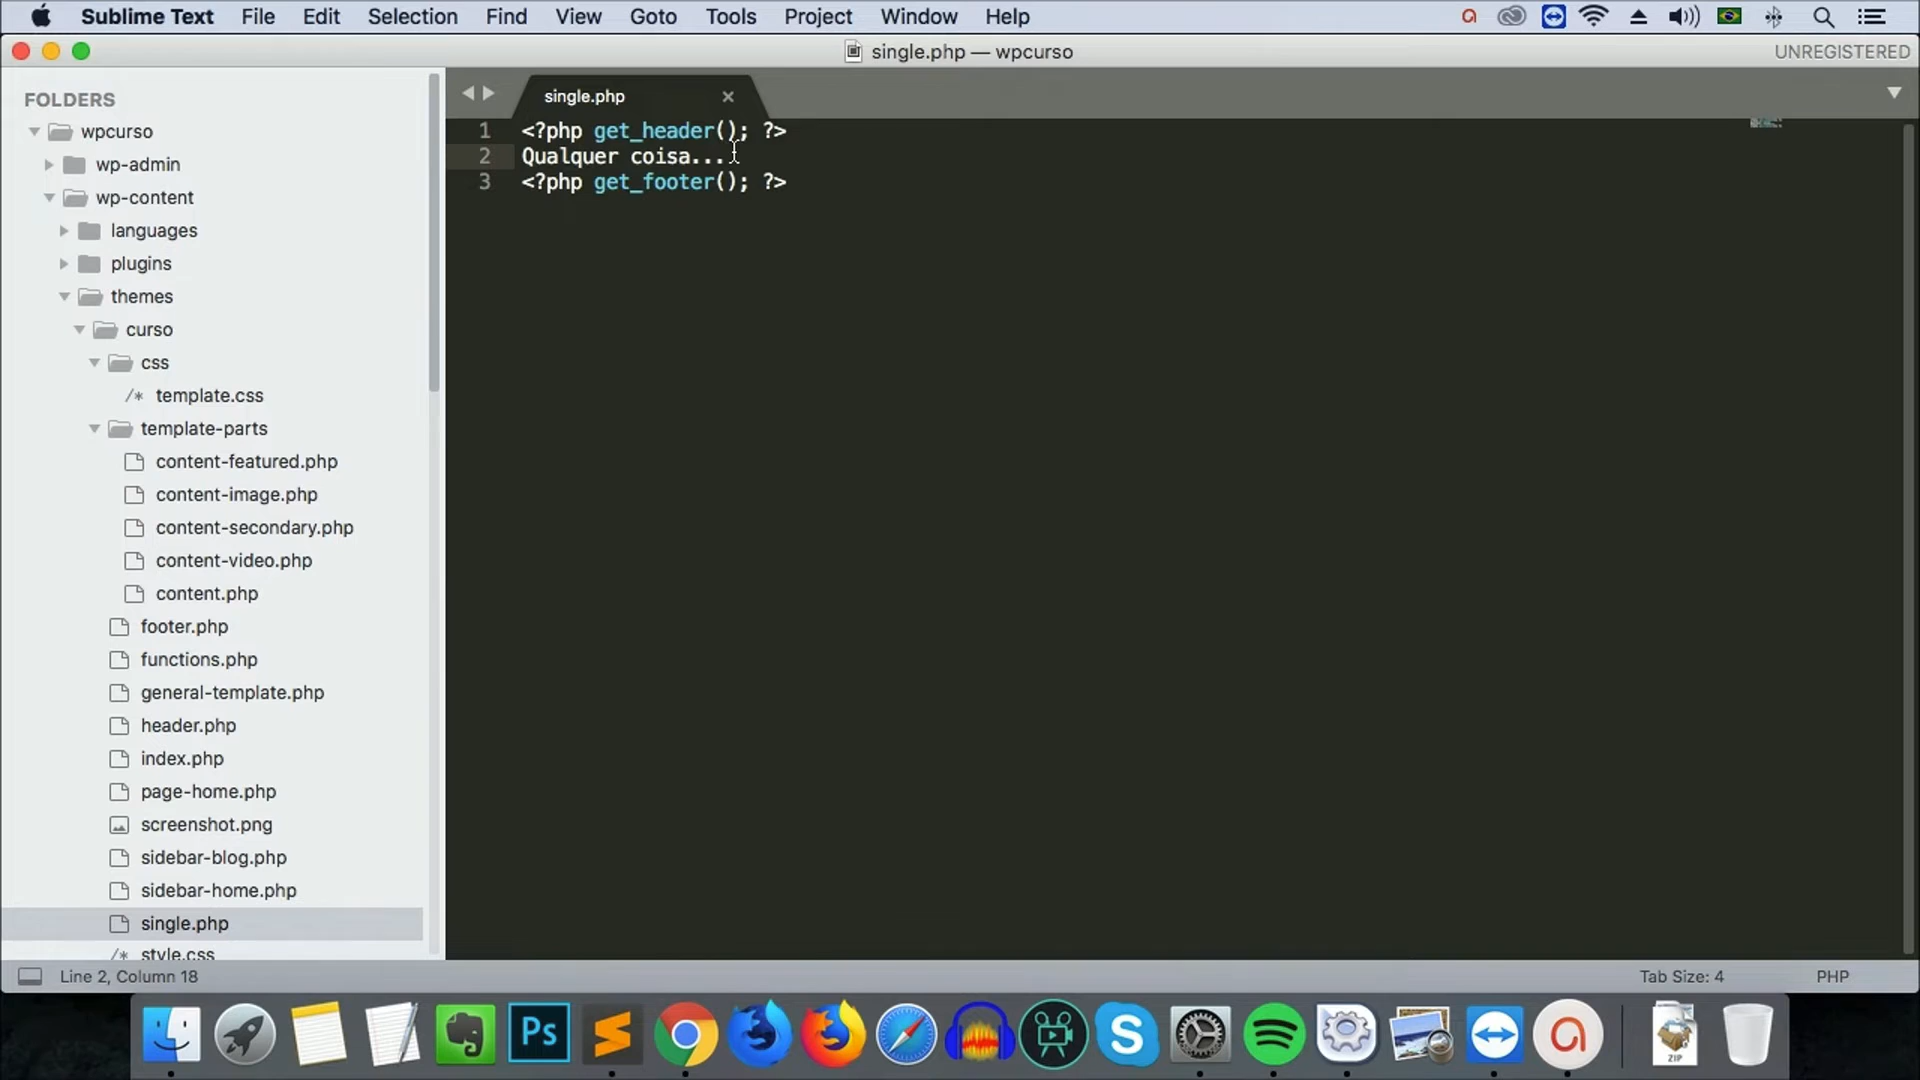 Sublime Text File Edit Selection Find View Goto Tools Project Window Help
single.php — wpcurso
UNREGISTERED
FOLDERS
wpcurso
wp-admin
wp-content
languages
plugins
themes
curso
css
/* template.css
template-parts
content-featured.php
content-image.php
content-secondary.php
content-video.php
content.php
footer.php
functions.php
general-template.php
header.php
index.php
page-home.php
screenshot.png
sidebar-blog.php
sidebar-home.php
single.php
/* style.css
single.php ×
1 <?php get_header(); ?>
2 Qualquer coisa...
3 <?php get_footer(); ?>
Line 2, Column 18
Tab Size: 4
PHP
Ps
S
ZIP